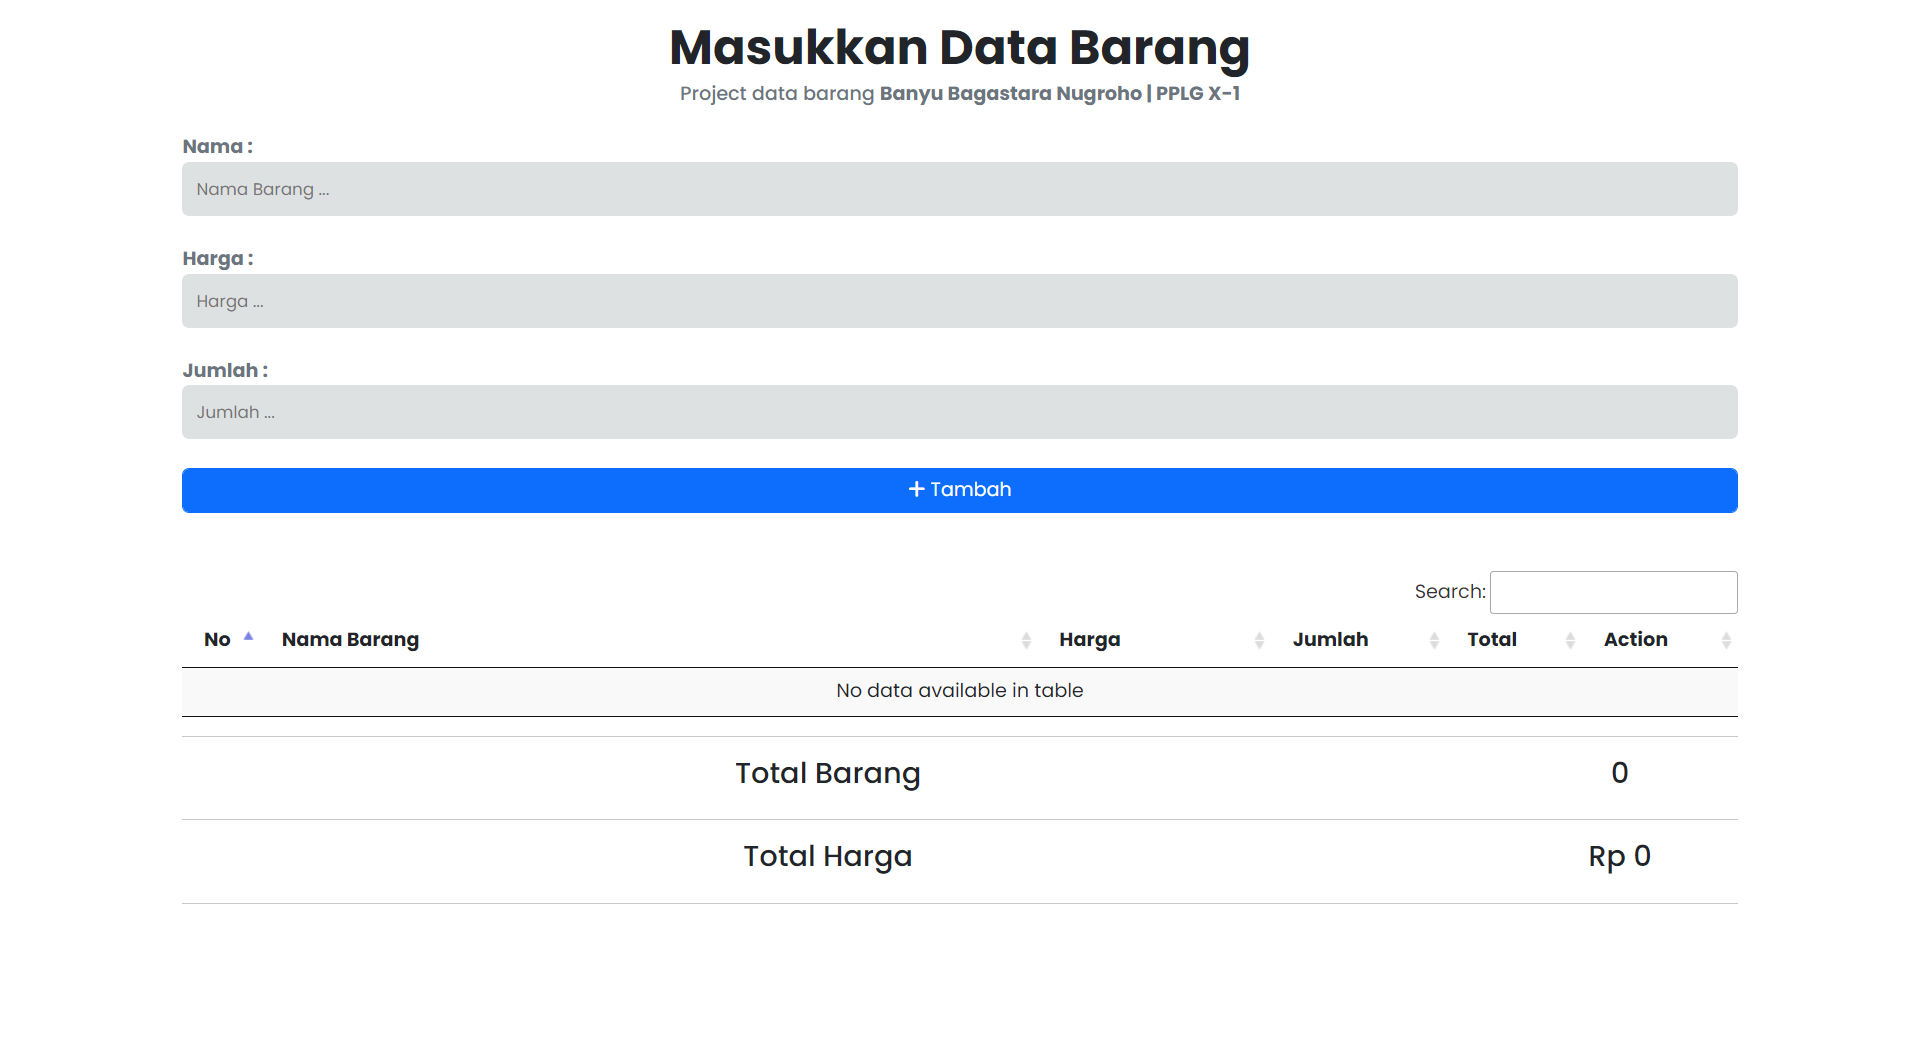 Masukkan Data Barang
Project data barang Banyu Bagastara Nugroho | PPLG X-1
Nama :
Nama Barang ...
Harga :
Harga ...
Jumlah :
Jumlah ...
Tambah
Search:
No Nama Barang Harga Jumlah Total Action
No data available in table
Total Barang 0
Total Harga Rp 0